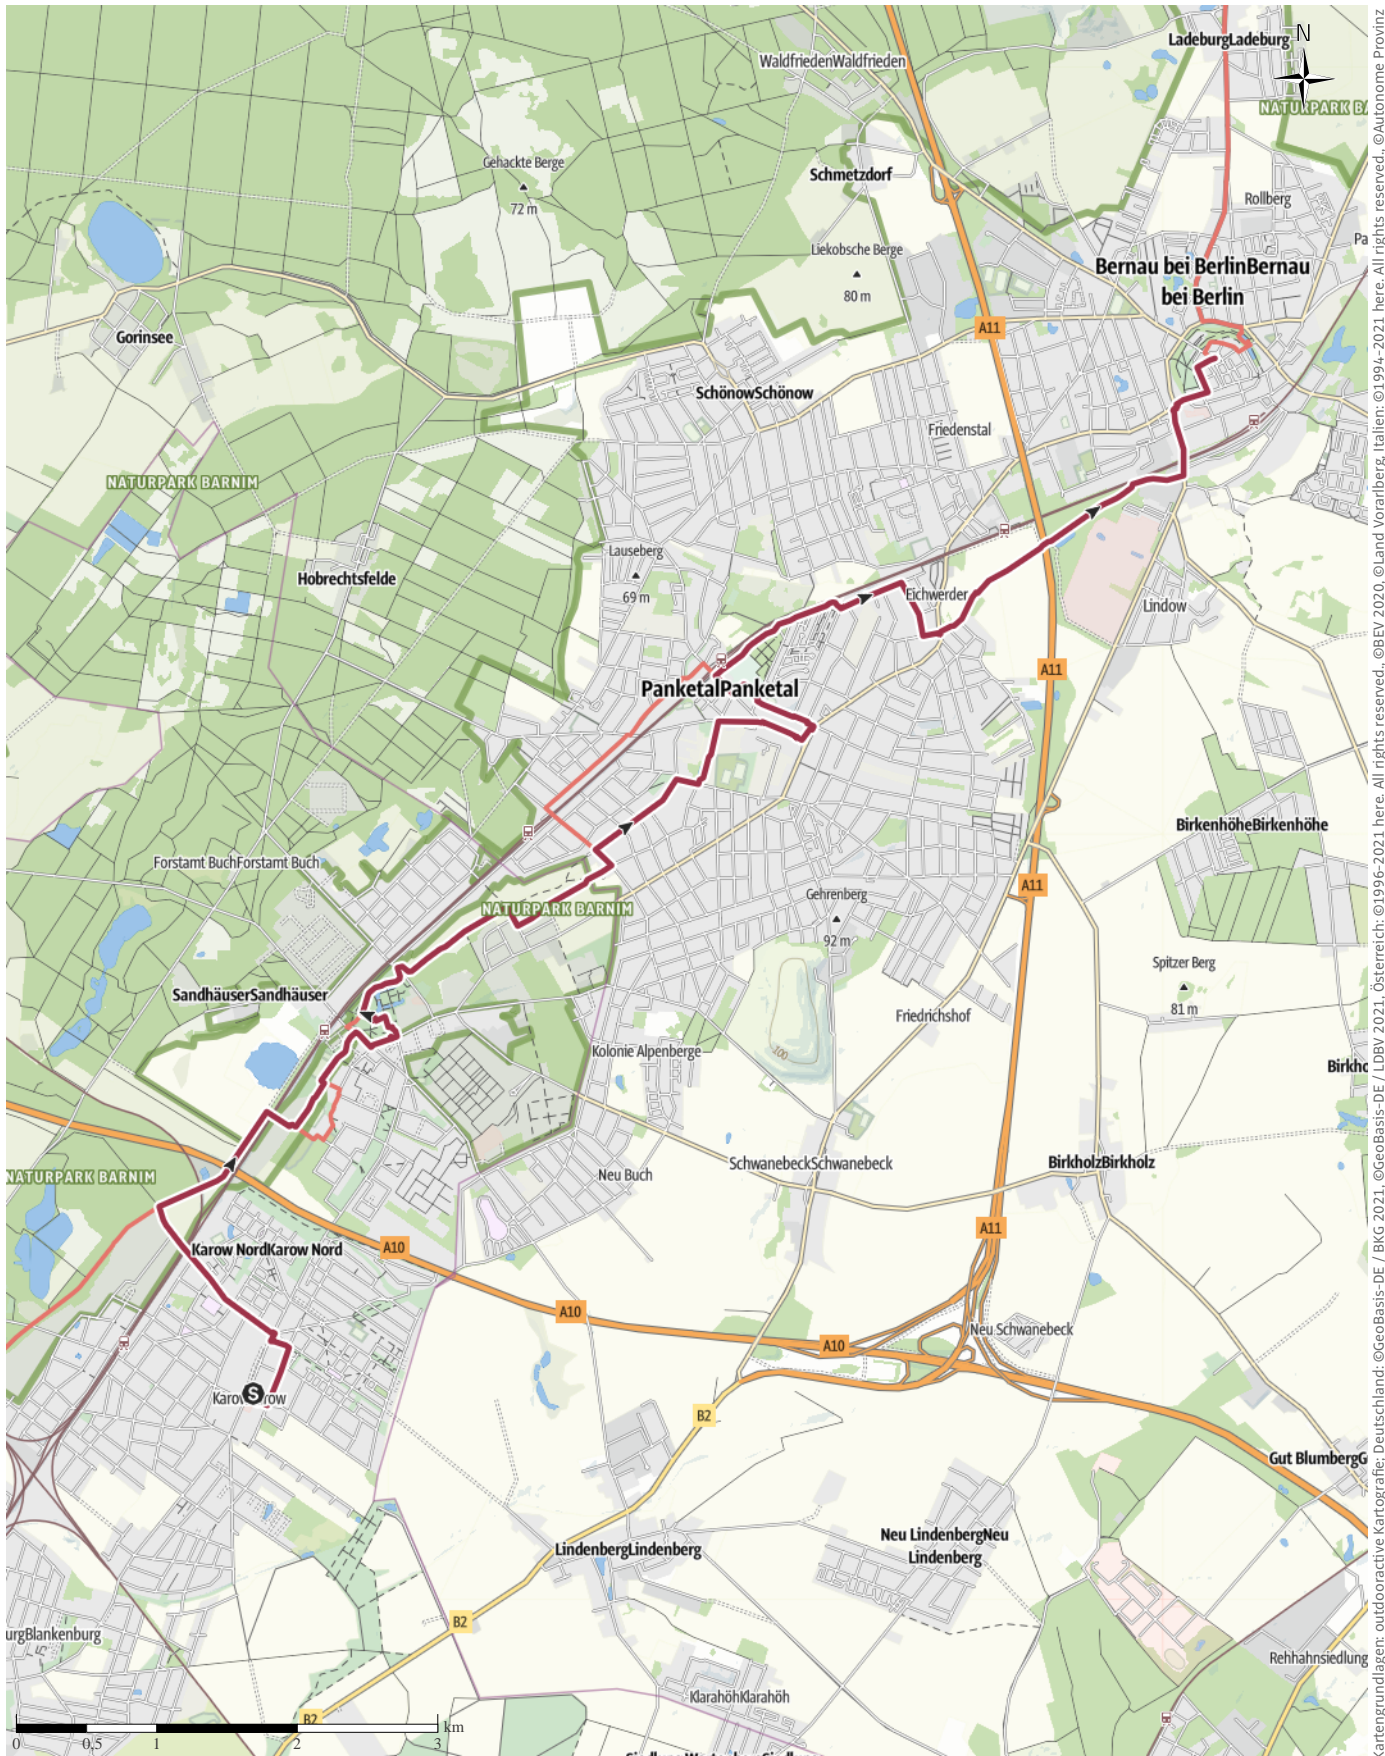 LadeburgLadeburg
N
WaldfriedenWaldfrieden
NATURPARK BA
Gehackte Berge
72 m
Schmetzdorf
Rollberg
Pa
Liekobsche Berge
80 m
Bernau bei BerlinBernau
bei Berlin
A11
Gorinsee
SchönowSchönow
Friedenstal
NATURPARK BARNIM
Lauseberg
69 m
Hobrechtsfelde
Eichwerder
Lindow
A11
PanketalPanketal
BirkenhöheBirkenhöhe
Forstamt BuchForstamt Buch
A11
Gehrenberg
92 m
NATURPARK BARNIM
Spitzer Berg
81 m
SandhäuserSandhäuser
Friedrichshof
Kolonie Alpenberge
100
Birkho
SchwanebeckSchwanebeck
BirkholzBirkholz
NATURPARK BARNIM
Neu Buch
A11
Karow NordKarow Nord
A10
A10
A10
Neu Schwanebeck
S
B2
Gut BlumbergG
Neu LindenbergNeu
Lindenberg
LindenbergLindenberg
B2
urgBlankenburg
Rehhahnsiedlung
KlarahöhKlarahöh
B2
km
0 0,5 1 2 3
artengrundlagen: outdooractive Kartografie; Deutschland: ©GeoBasis-DE / BKG 2021, ©GeoBasis-DE / LDBV 2021, Österreich: ©1996-2021 here. All rights reserved., ©BEV 2020, ©Land Vorarlberg, Italien: ©1994-2021 here. All rights reserved., ©Autonome Provinz